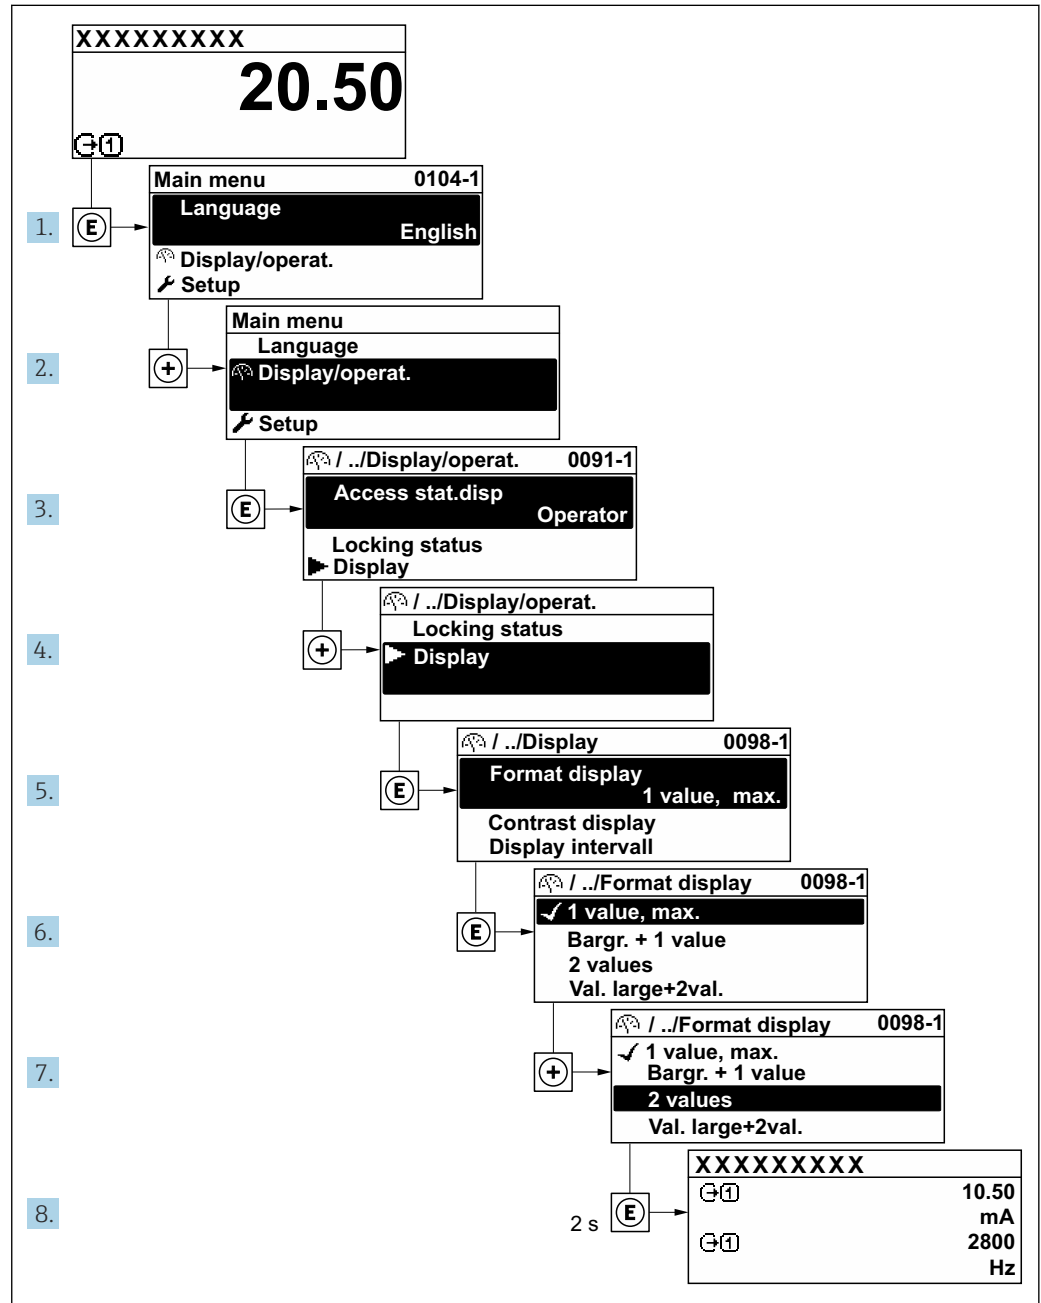 XXXXXXXXX
20.50
1
Main menu 0104-1
1. E Language
English
Display/operat.
Setup
Main menu
Language
2. + Display/operat.
Setup
/ ../Display/operat. 0091-1
Access stat.disp
3. E Operator
Locking status
Display
/ ../Display/operat.
Locking status
4. + Display
/ ../Display 0098-1
Format display
5. E 1 value, max.
Contrast display
Display intervall
/ ../Format display 0098-1
1 value, max.
6. E Bargr. + 1 value
2 values
Val. large+2val.
/ ../Format display 0098-1
1 value, max.
7. + Bargr. + 1 value
2 values
Val. large+2val.
XXXXXXXXX
1 10.50
8. 2 s E mA
1 2800
Hz